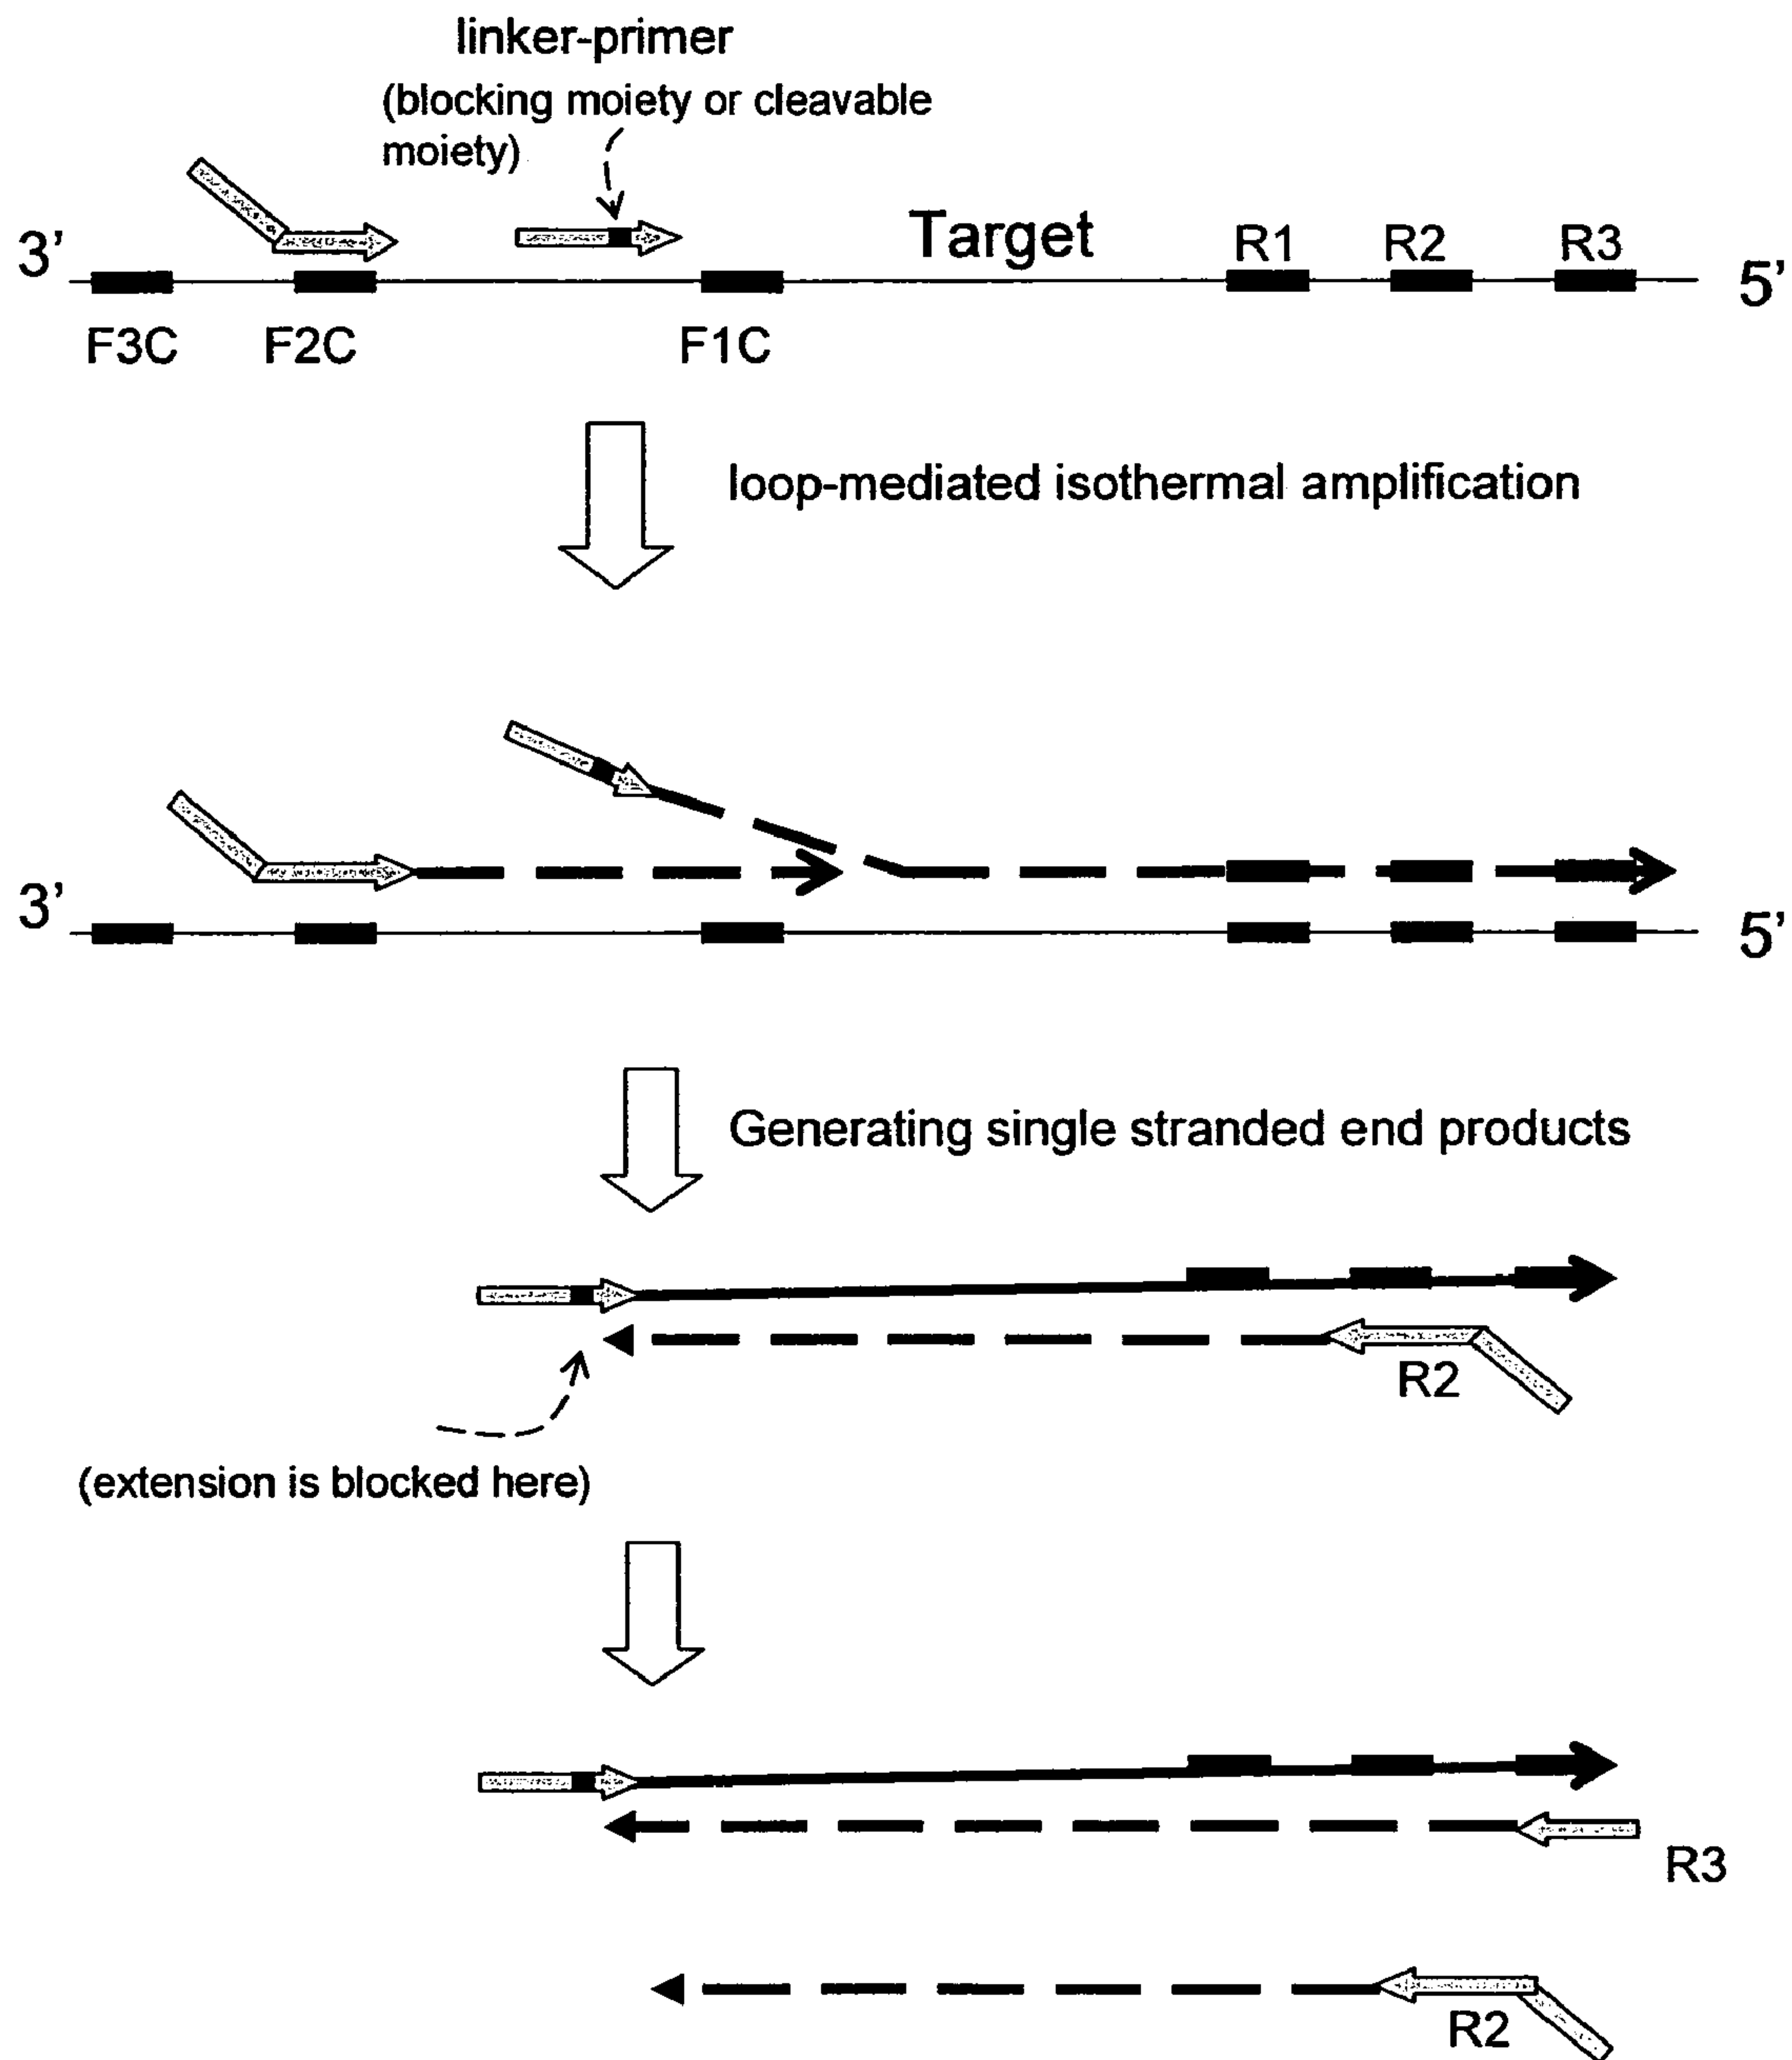 linker-primer
(blocking moiety or cleavable
moiety)
3’
Target
R1
R2
R3
5’
F3C
F2C
F1C
loop-mediated isothermal amplification
3’
5’
Generating single stranded end products
R2
(extension is blocked here)
R3
R2